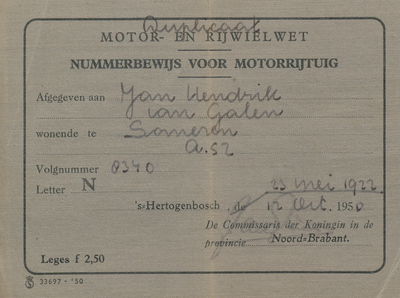 Duplicaat
MOTOR- EN RIJWIELWET
NUMMERBEWIJS VOOR MOTORRIJTUIG
Afgegeven aan Jan Hendrik
van Galen
wonende te Someren
A.52
Volgnummer 8340
Letter N
23 mei 1922
's-Hertogenbosch, de 12 Oct. 1950
De Commissaris der Koningin in de
provincie Noord-Brabant.
Leges f 2,50
33697 - '50